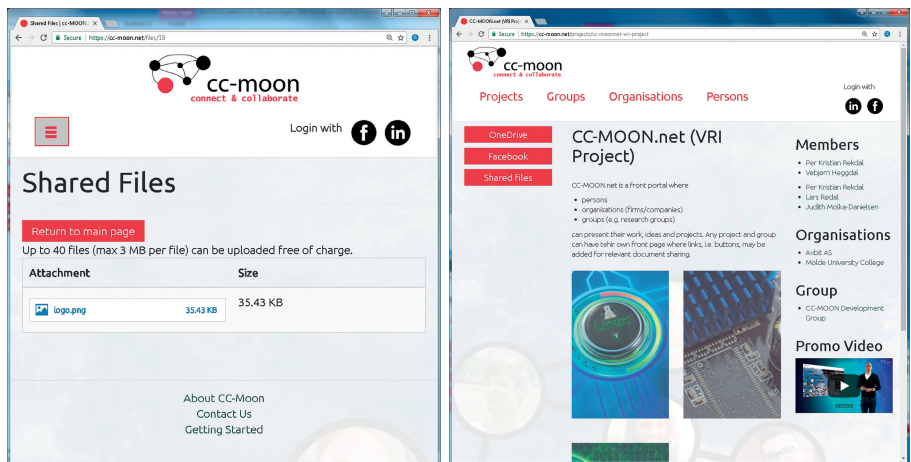 Shared Files | cc-MOON
Secure | https://cc-moon.net/files/15
cc-moon
connect & collaborate
Login with
Shared Files
Return to main page
Up to 40 files (max 3 MB per file) can be uploaded free of charge.
Attachment Size
logo.png 35.43 KB 35.43 KB
About CC-Moon
Contact Us
Getting Started
CC-MOON.net (VRI Proj
Secure | https://cc-moon.net/projects/cc-moonnet-vri-project
cc-moon
connect & collaborate
Login with
Projects Groups Organisations Persons
OneDrive
Facebook
Shared files
CC-MOON.net (VRI
Project)
CC-MOON.net is a front portal where
persons
organisations (firms/companies)
groups (e.g. research groups)
can present their work, ideas and projects. Any project and group
can have tehir own front page where links, i.e. buttons, may be
added for relevant document sharing.
Linux
Members
Per Kristian Rekdal
Vebjørn Heggdal
Per Kristian Rekdal
Lars Rødal
Judith Molka-Danielsen
Organisations
Axbit AS
Molde University College
Group
CC-MOON Development
Group
Promo Video